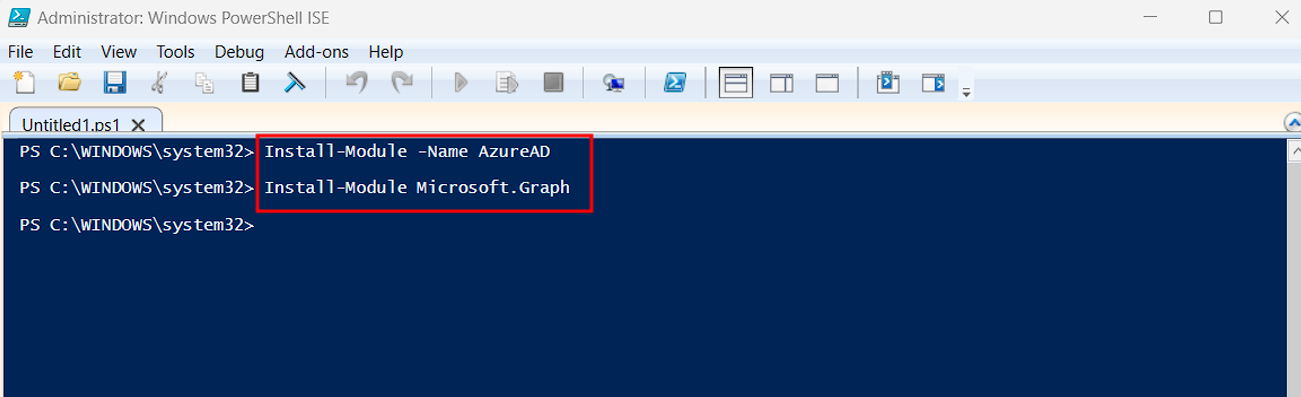 Administrator: Windows PowerShell ISE
File Edit View Tools Debug Add-ons Help
Untitled1.ps1
PS C:\WINDOWS\system32> Install-Module -Name AzureAD
PS C:\WINDOWS\system32> Install-Module Microsoft.Graph
PS C:\WINDOWS\system32>